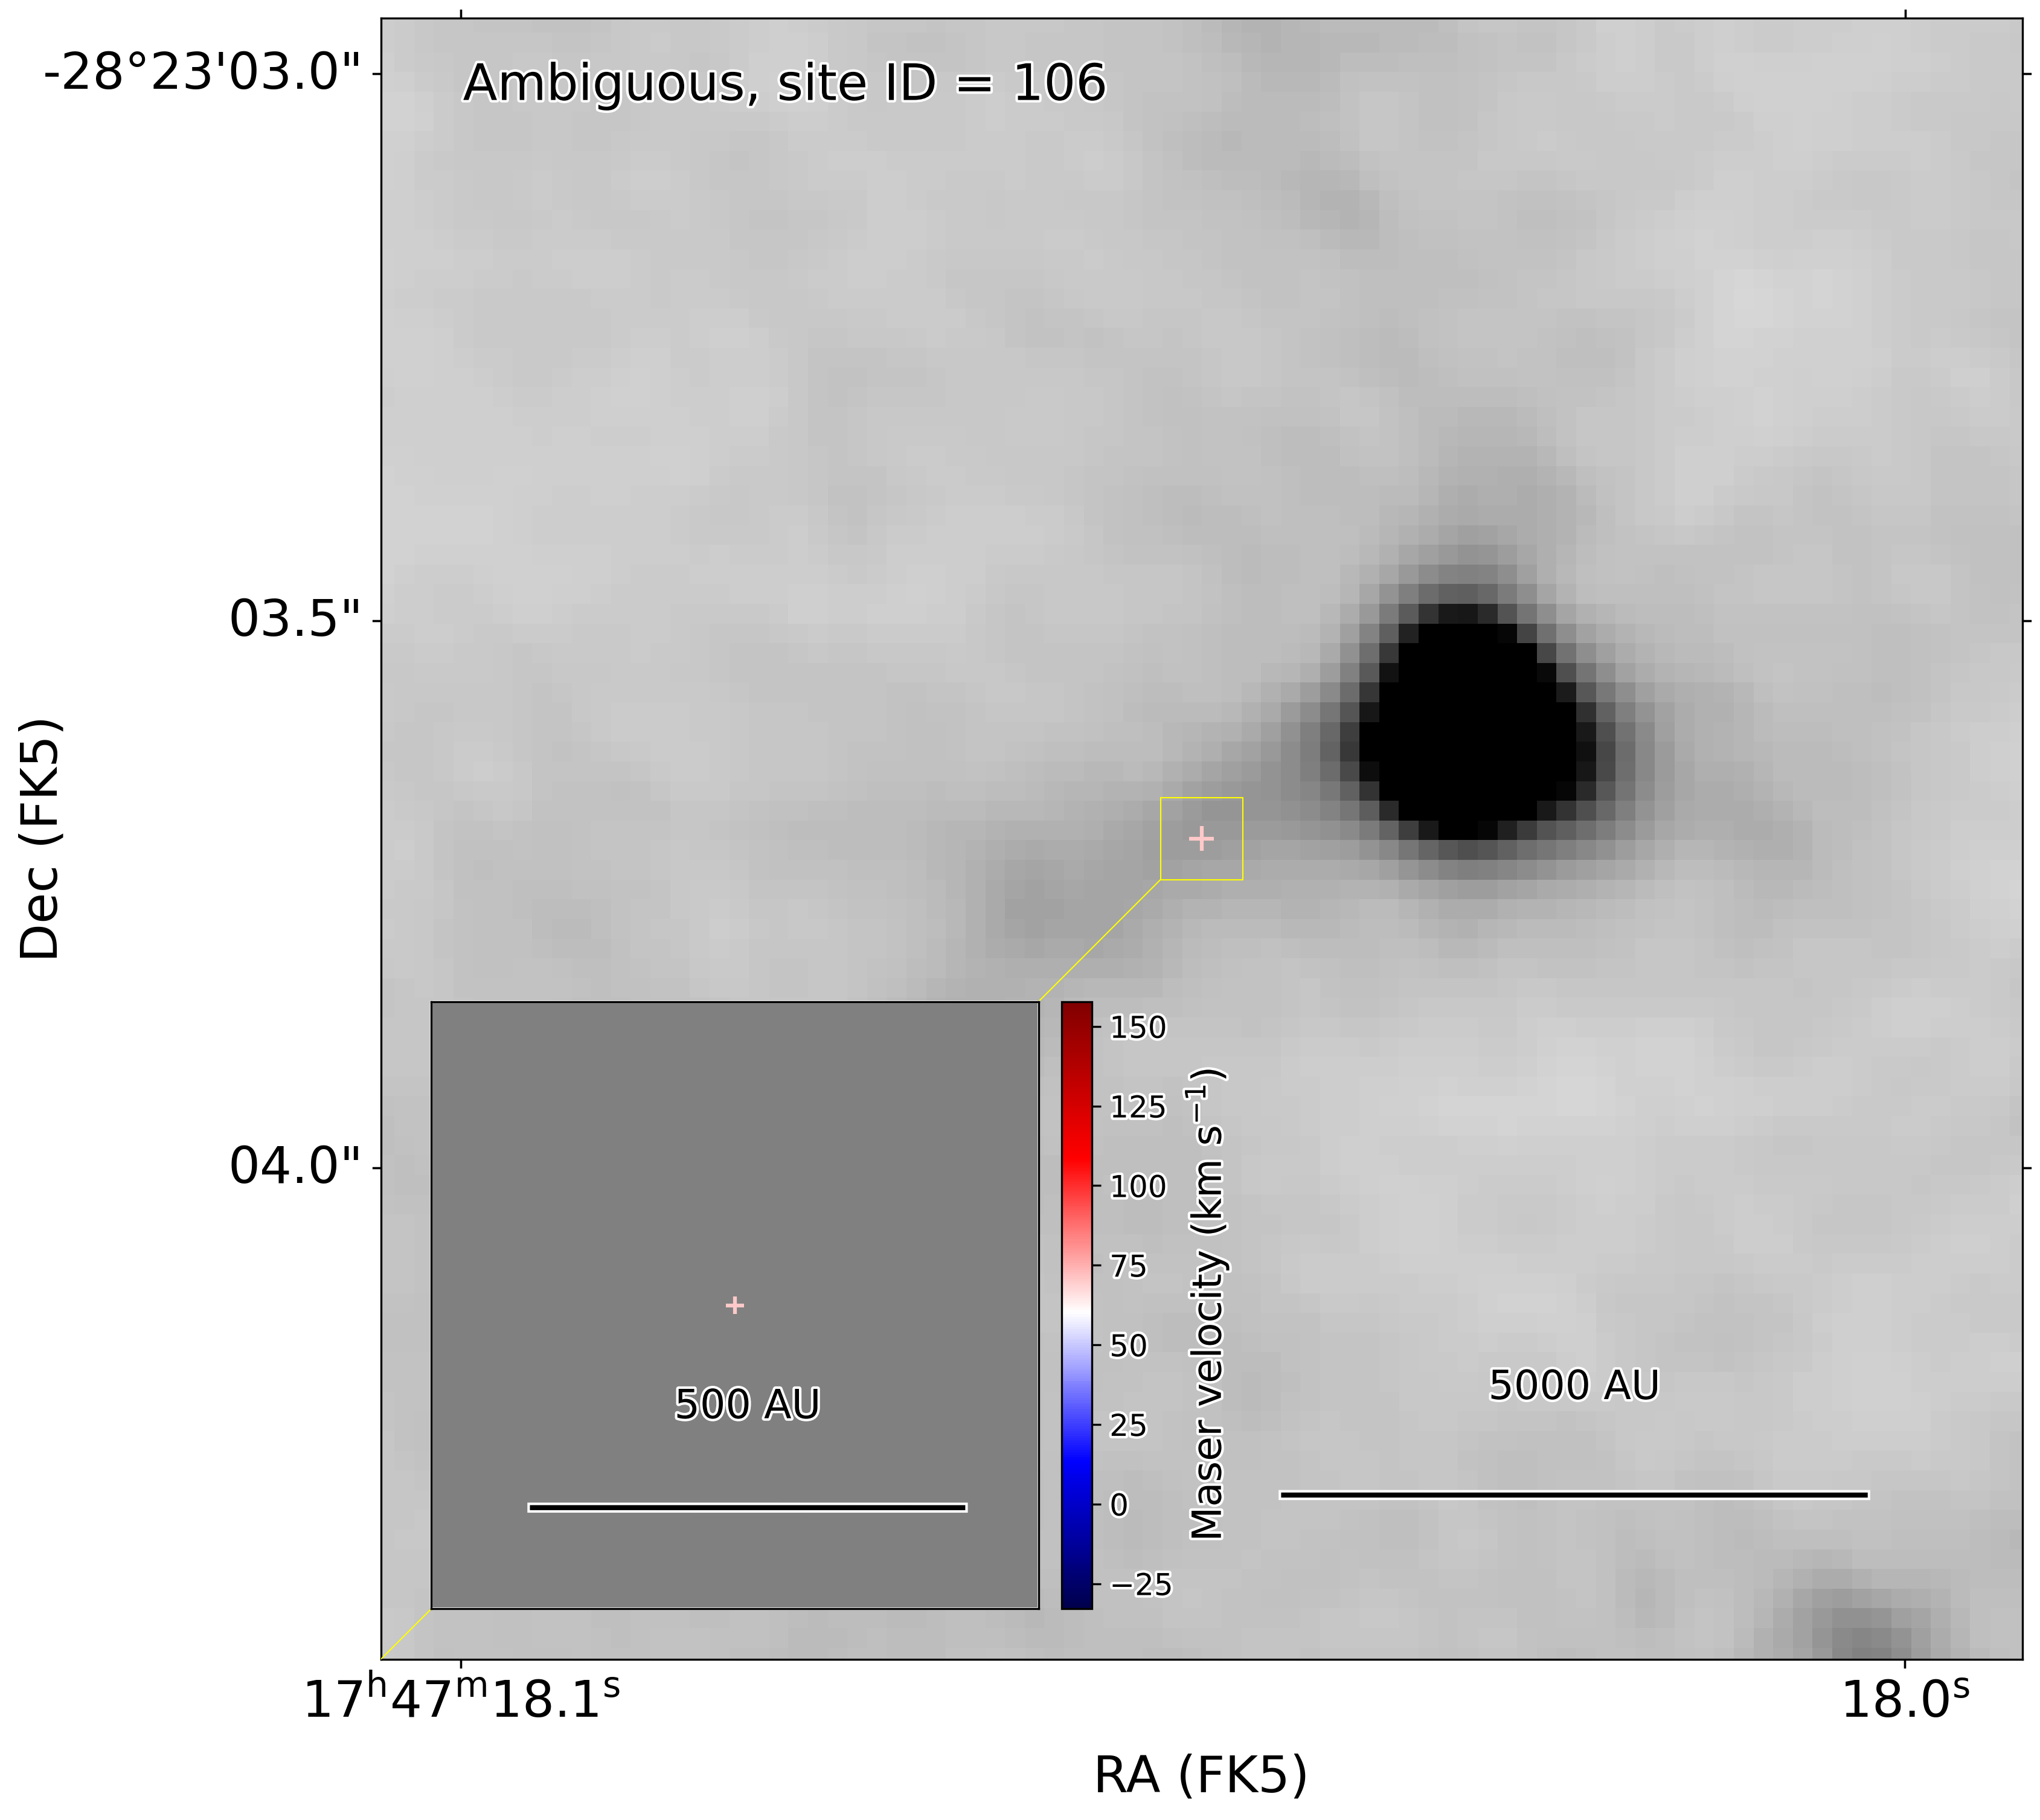 Ambiguous, site ID = 106
-28°23'03.0"
03.5"
04.0"
Dec (FK5)
500 AU
150
125
100
75
50
25
0
−25
Maser velocity (km s⁻¹)
5000 AU
17ʰ47ᵐ18.1ˢ
18.0ˢ
RA (FK5)